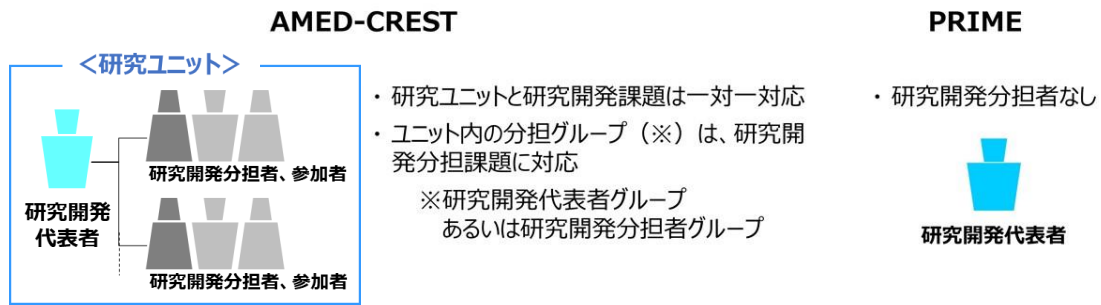 AMED-CREST
PRIME
＜研究ユニット＞
研究開発
代表者
研究開発分担者、参加者
研究開発分担者、参加者
・研究ユニットと研究開発課題は一対一対応
・ユニット内の分担グループ（※）は、研究開
発分担課題に対応
※研究開発代表者グループ
あるいは研究開発分担者グループ
・研究開発分担者なし
研究開発代表者